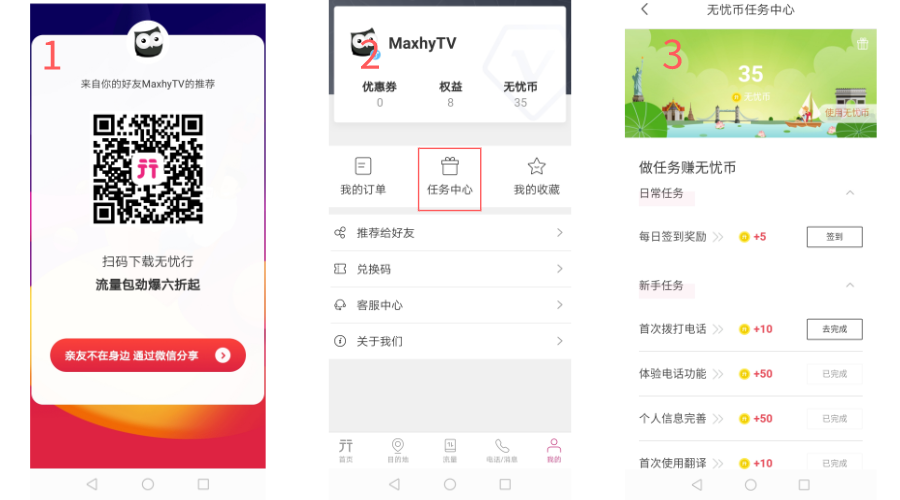 1
来自你的好友MaxhyTV的推荐
开
扫码下载无忧行
流量包劲爆六折起
亲友不在身边 通过微信分享
2
MaxhyTV
优惠券 权益 无忧币
0 8 35
我的订单 任务中心 我的收藏
推荐给好友
兑换码
客服中心
关于我们
首页 目的地 流量 电话/消息 我的
无忧币任务中心
3
35
无忧币
使用无忧币
做任务赚无忧币
日常任务
每日签到奖励 +5 签到
新手任务
首次拨打电话 +10 去完成
体验电话功能 +50 已完成
个人信息完善 +50 已完成
首次使用翻译 +10 已完成